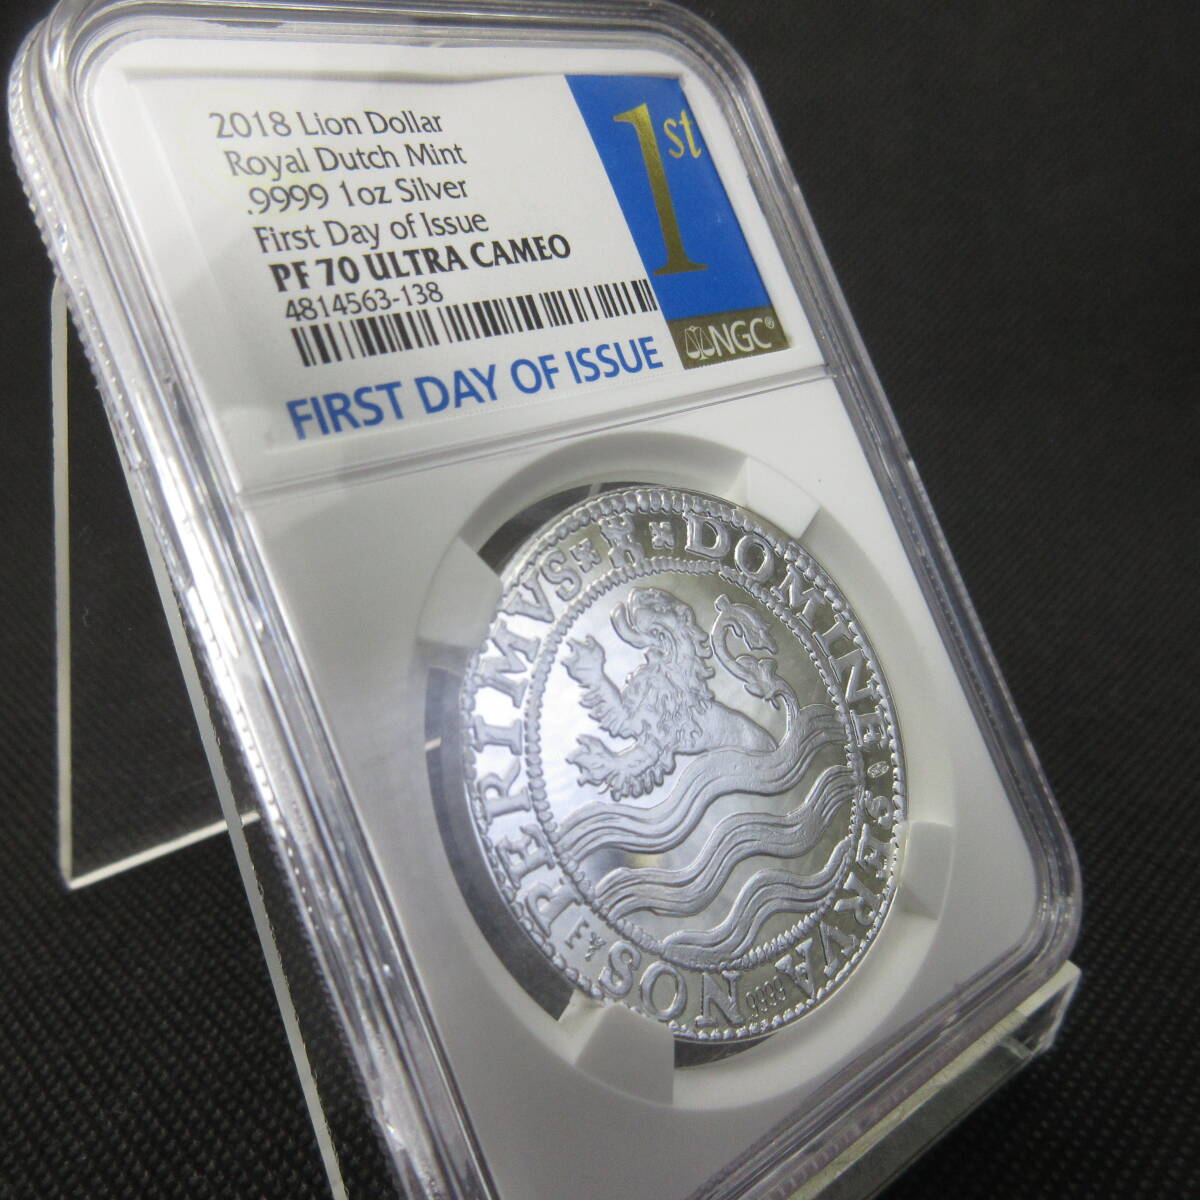 2018 Lion Dollar
Royal Dutch Mint
.9999 1oz Silver
First Day of Issue
PF 70 ULTRA CAMEO
4814563-138
1st
NGC®
FIRST DAY OF ISSUE
DOMINE SERVA NOS PERIMVS
9999